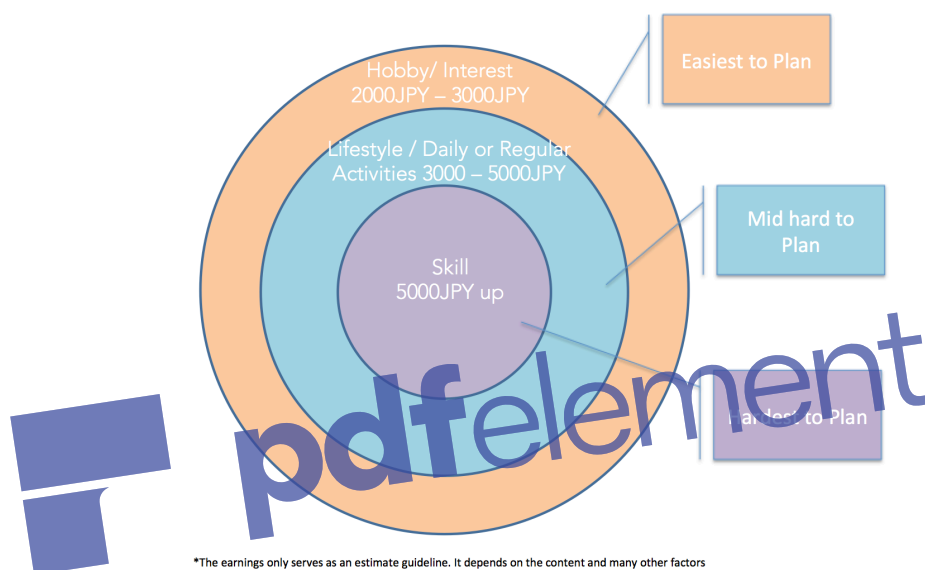 Hobby/ Interest
2000JPY – 3000JPY
Easiest to Plan
Lifestyle / Daily or Regular
Activities 3000 – 5000JPY
Mid hard to
Plan
Skill
5000JPY up
Hardest to Plan
pdfelement
*The earnings only serves as an estimate guideline. It depends on the content and many other factors